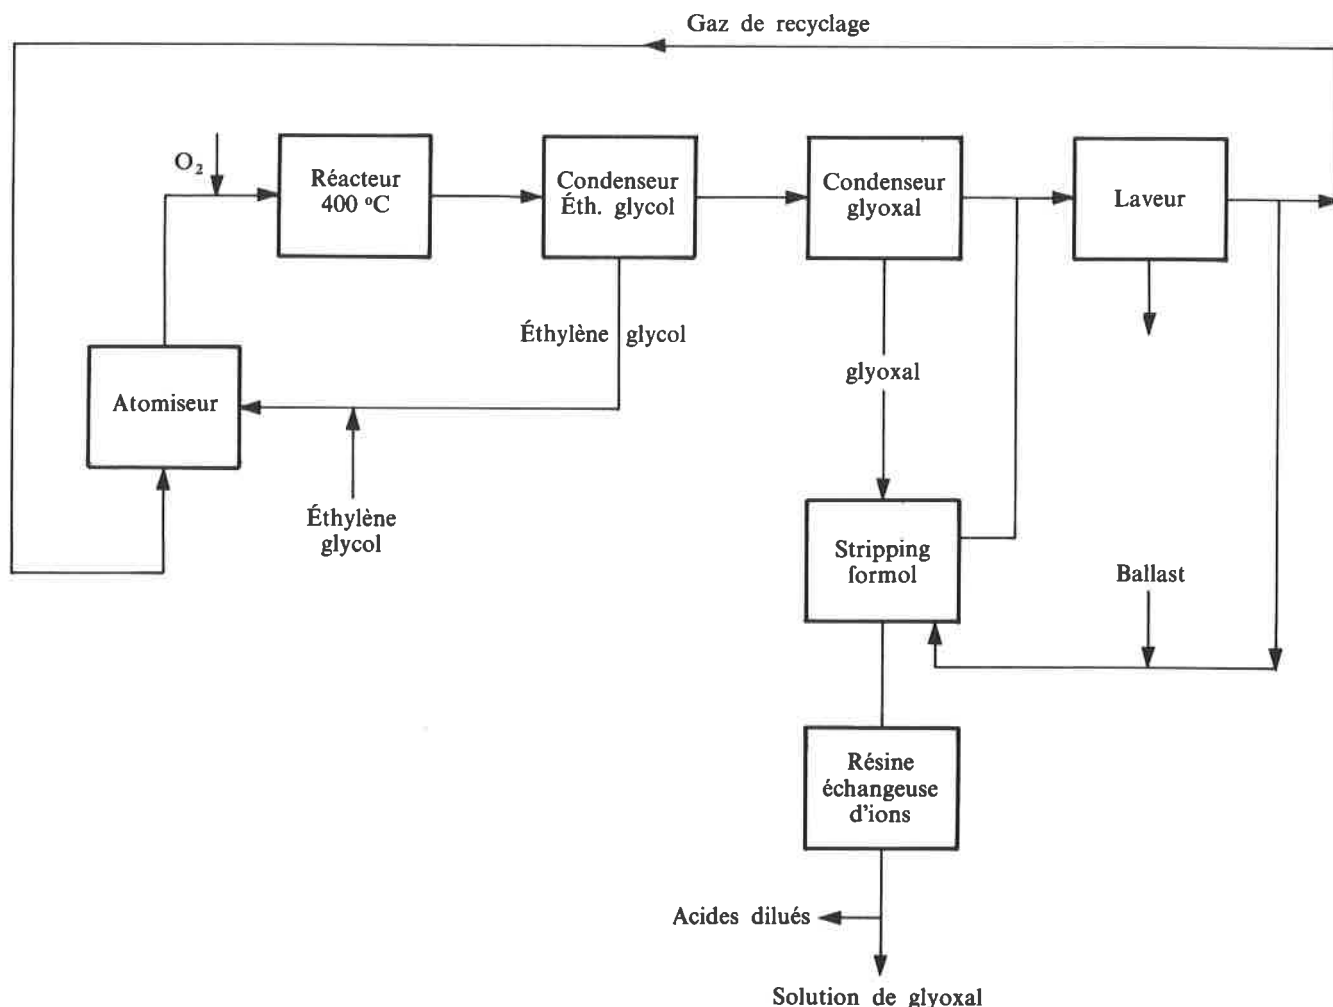 Gaz de recyclage
O₂
Réacteur
400 °C
Condenseur
Éth. glycol
Condenseur
glyoxal
Laveur
Éthylène glycol
glyoxal
Atomiseur
Éthylène
glycol
Stripping
formol
Ballast
Résine
échangeuse
d'ions
Acides dilués
Solution de glyoxal